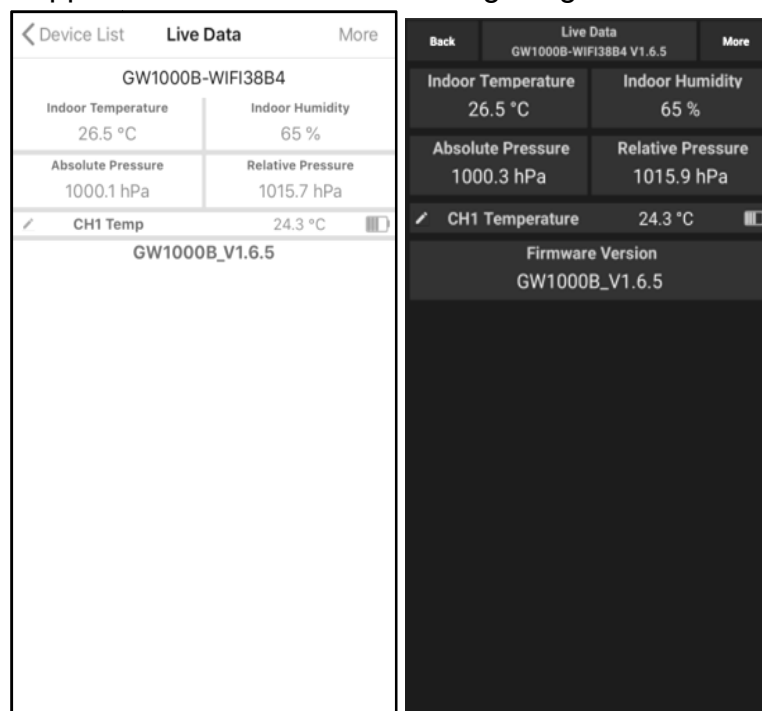 Device List Live Data More
GW1000B-WIFI38B4
Indoor Temperature Indoor Humidity
26.5 °C 65 %
Absolute Pressure Relative Pressure
1000.1 hPa 1015.7 hPa
CH1 Temp 24.3 °C
GW1000B_V1.6.5
Back Live Data More
GW1000B-WIFI38B4 V1.6.5
Indoor Temperature Indoor Humidity
26.5 °C 65 %
Absolute Pressure Relative Pressure
1000.3 hPa 1015.9 hPa
CH1 Temperature 24.3 °C
Firmware Version
GW1000B_V1.6.5